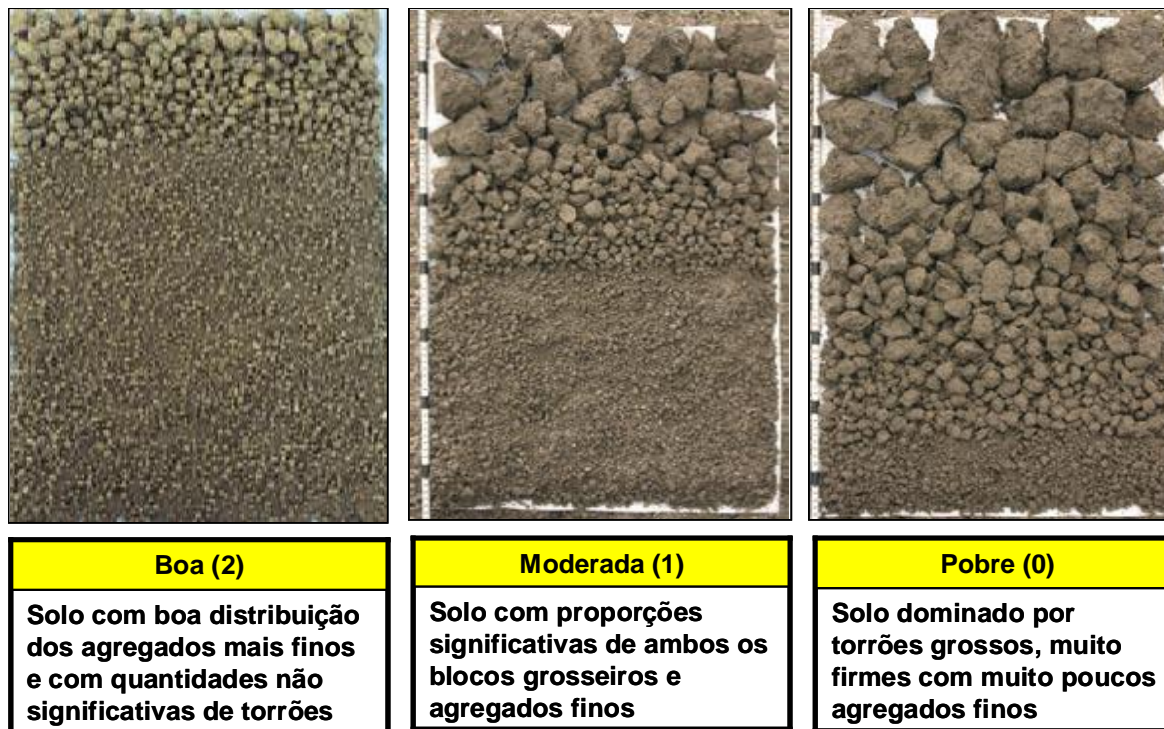 Boa (2)
Solo com boa distribuição
dos agregados mais finos
e com quantidades não
significativas de torrões
Moderada (1)
Solo com proporções
significativas de ambos os
blocos grosseiros e
agregados finos
Pobre (0)
Solo dominado por
torrões grossos, muito
firmes com muito poucos
agregados finos